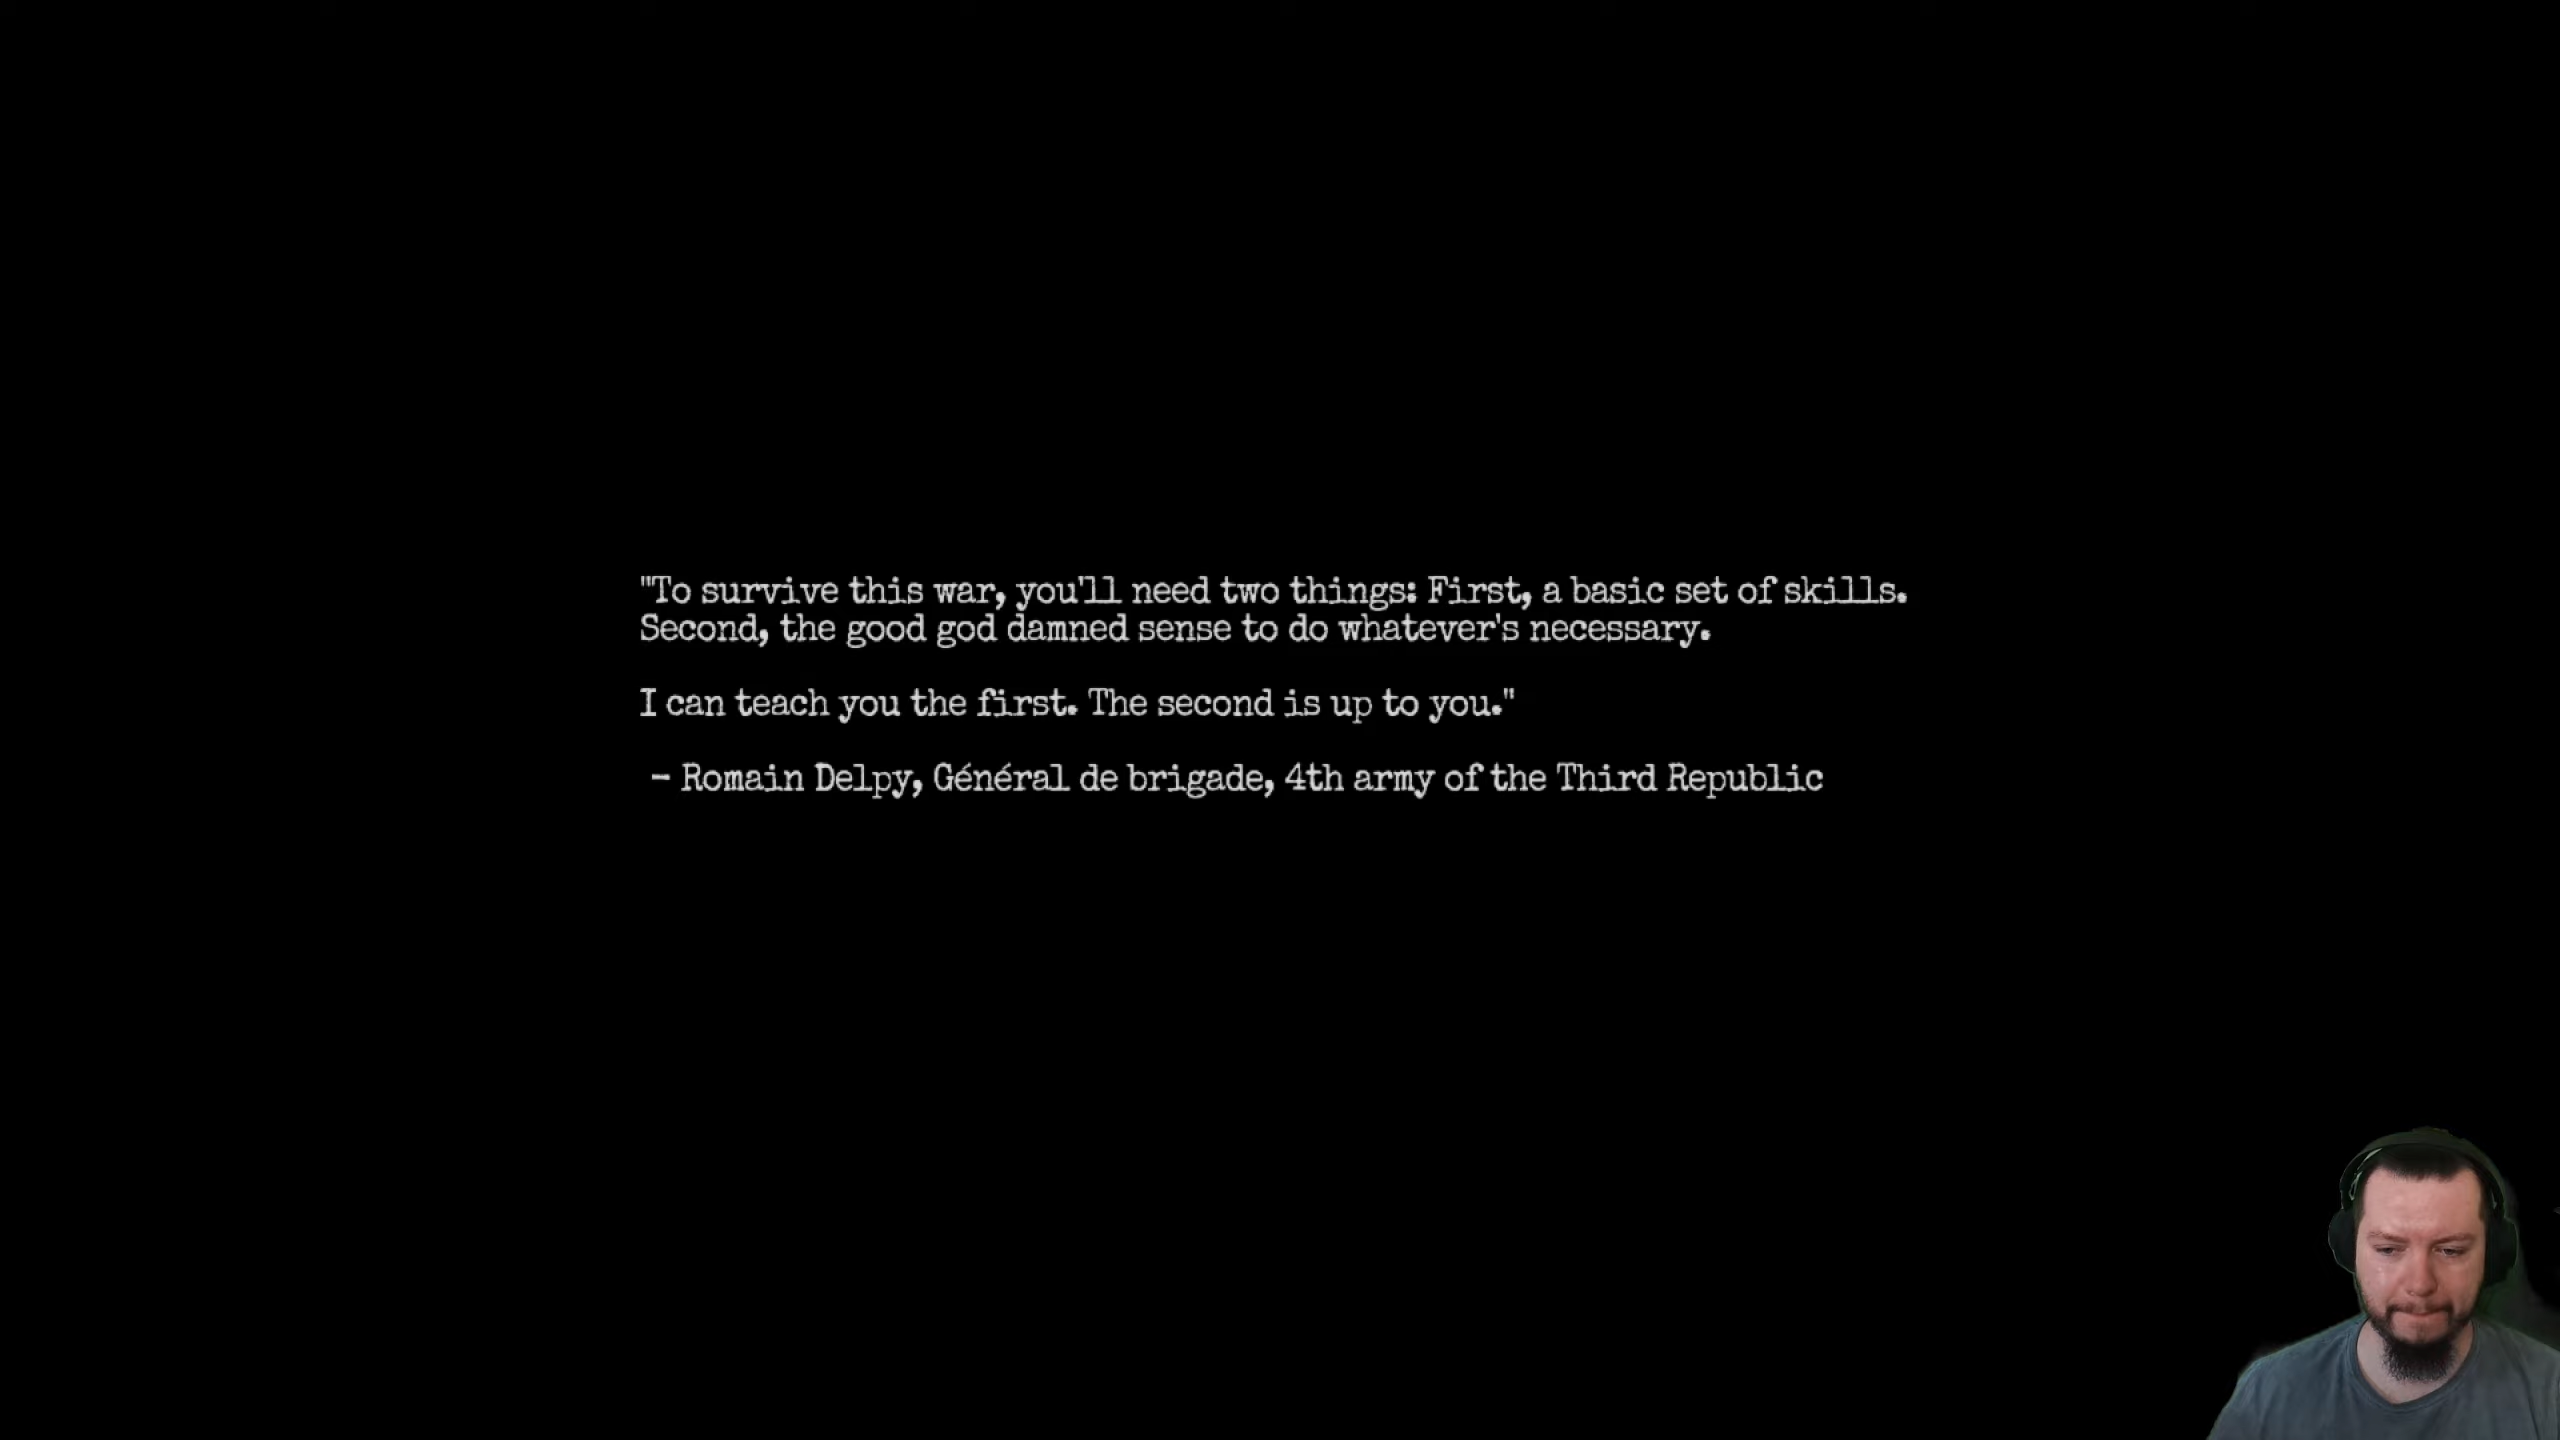 "To survive this war, you'll need two things: First, a basic set of skills.
Second, the good god damned sense to do whatever's necessary.
I can teach you the first. The second is up to you."
- Romain Delpy, Général de brigade, 4th army of the Third Republic